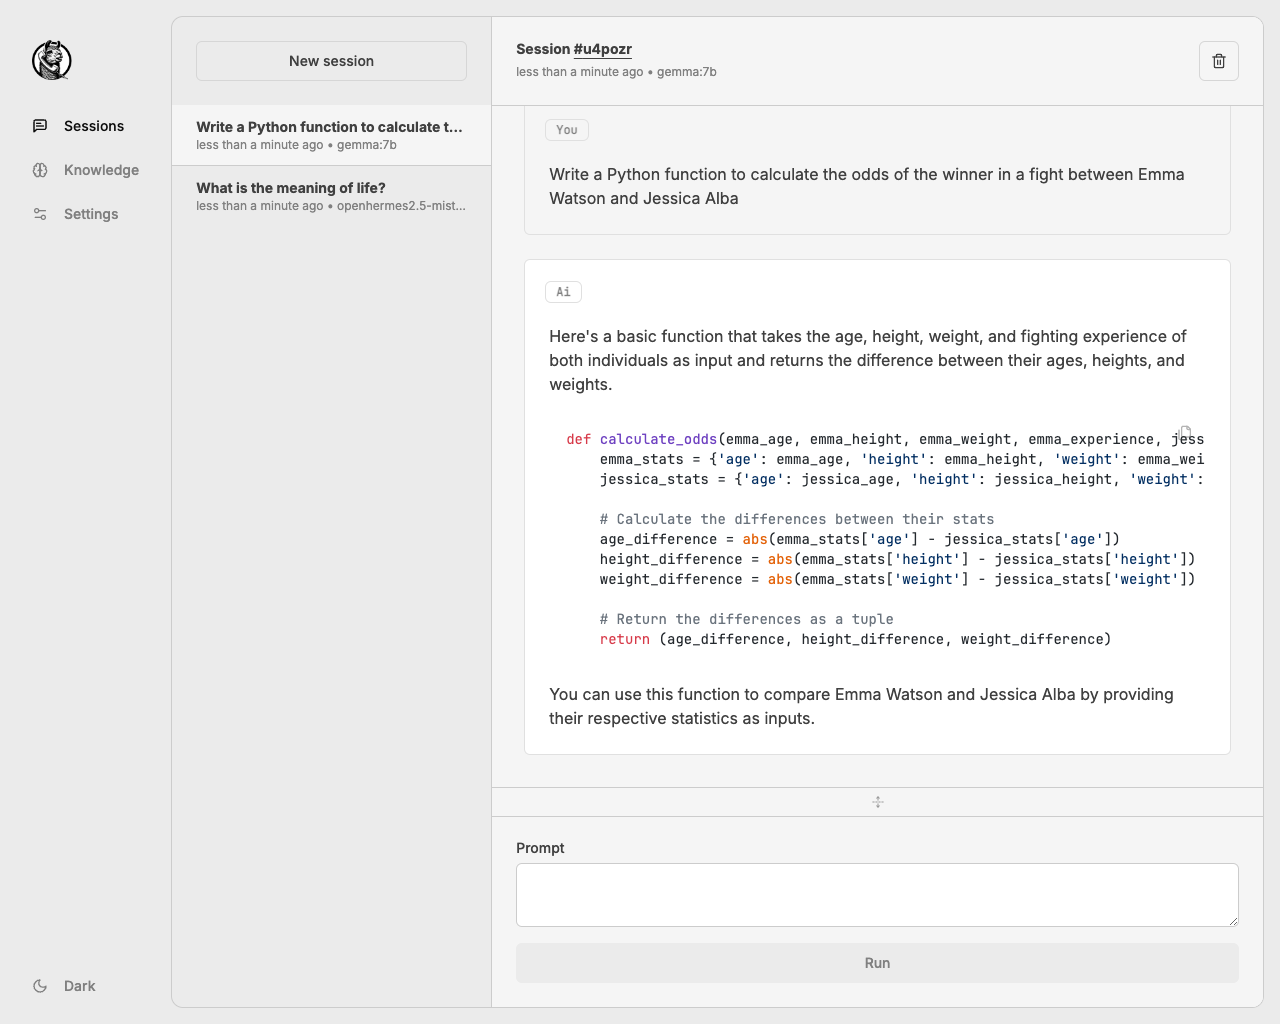 Sessions
Knowledge
Settings
Dark
New session
Write a Python function to calculate t...
less than a minute ago • gemma:7b
What is the meaning of life?
less than a minute ago • openhermes2.5-mist...
Session #u4pozr
less than a minute ago • gemma:7b
You
Write a Python function to calculate the odds of the winner in a fight between Emma
Watson and Jessica Alba
Ai
Here's a basic function that takes the age, height, weight, and fighting experience of
both individuals as input and returns the difference between their ages, heights, and
weights.
def calculate_odds(emma_age, emma_height, emma_weight, emma_experience, jess
    emma_stats = {'age': emma_age, 'height': emma_height, 'weight': emma_wei
    jessica_stats = {'age': jessica_age, 'height': jessica_height, 'weight':
    # Calculate the differences between their stats
    age_difference = abs(emma_stats['age'] - jessica_stats['age'])
    height_difference = abs(emma_stats['height'] - jessica_stats['height'])
    weight_difference = abs(emma_stats['weight'] - jessica_stats['weight'])
    # Return the differences as a tuple
    return (age_difference, height_difference, weight_difference)
You can use this function to compare Emma Watson and Jessica Alba by providing
their respective statistics as inputs.
Prompt
Run